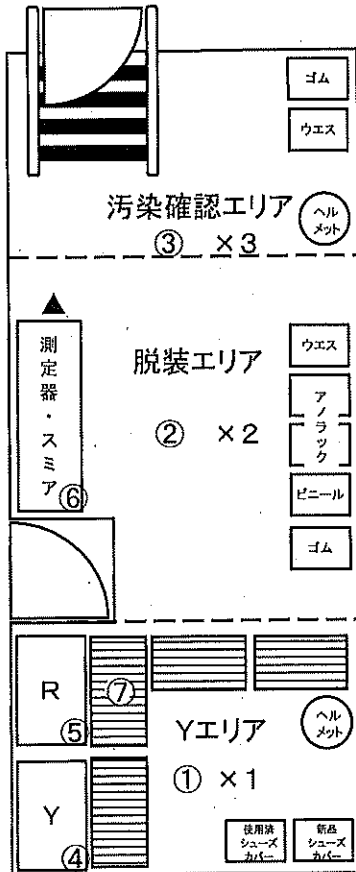 ゴム
ウエス
汚染確認エリア
ヘル
メット
③ ×3
測定器・スミア
⑥
脱装エリア
② ×2
ウエス
アノラック
ビニール
ゴム
R
⑤
⑦
Yエリア
ヘル
メット
① ×1
Y
④
使用済
シューズ
カバー
新品
シューズ
カバー